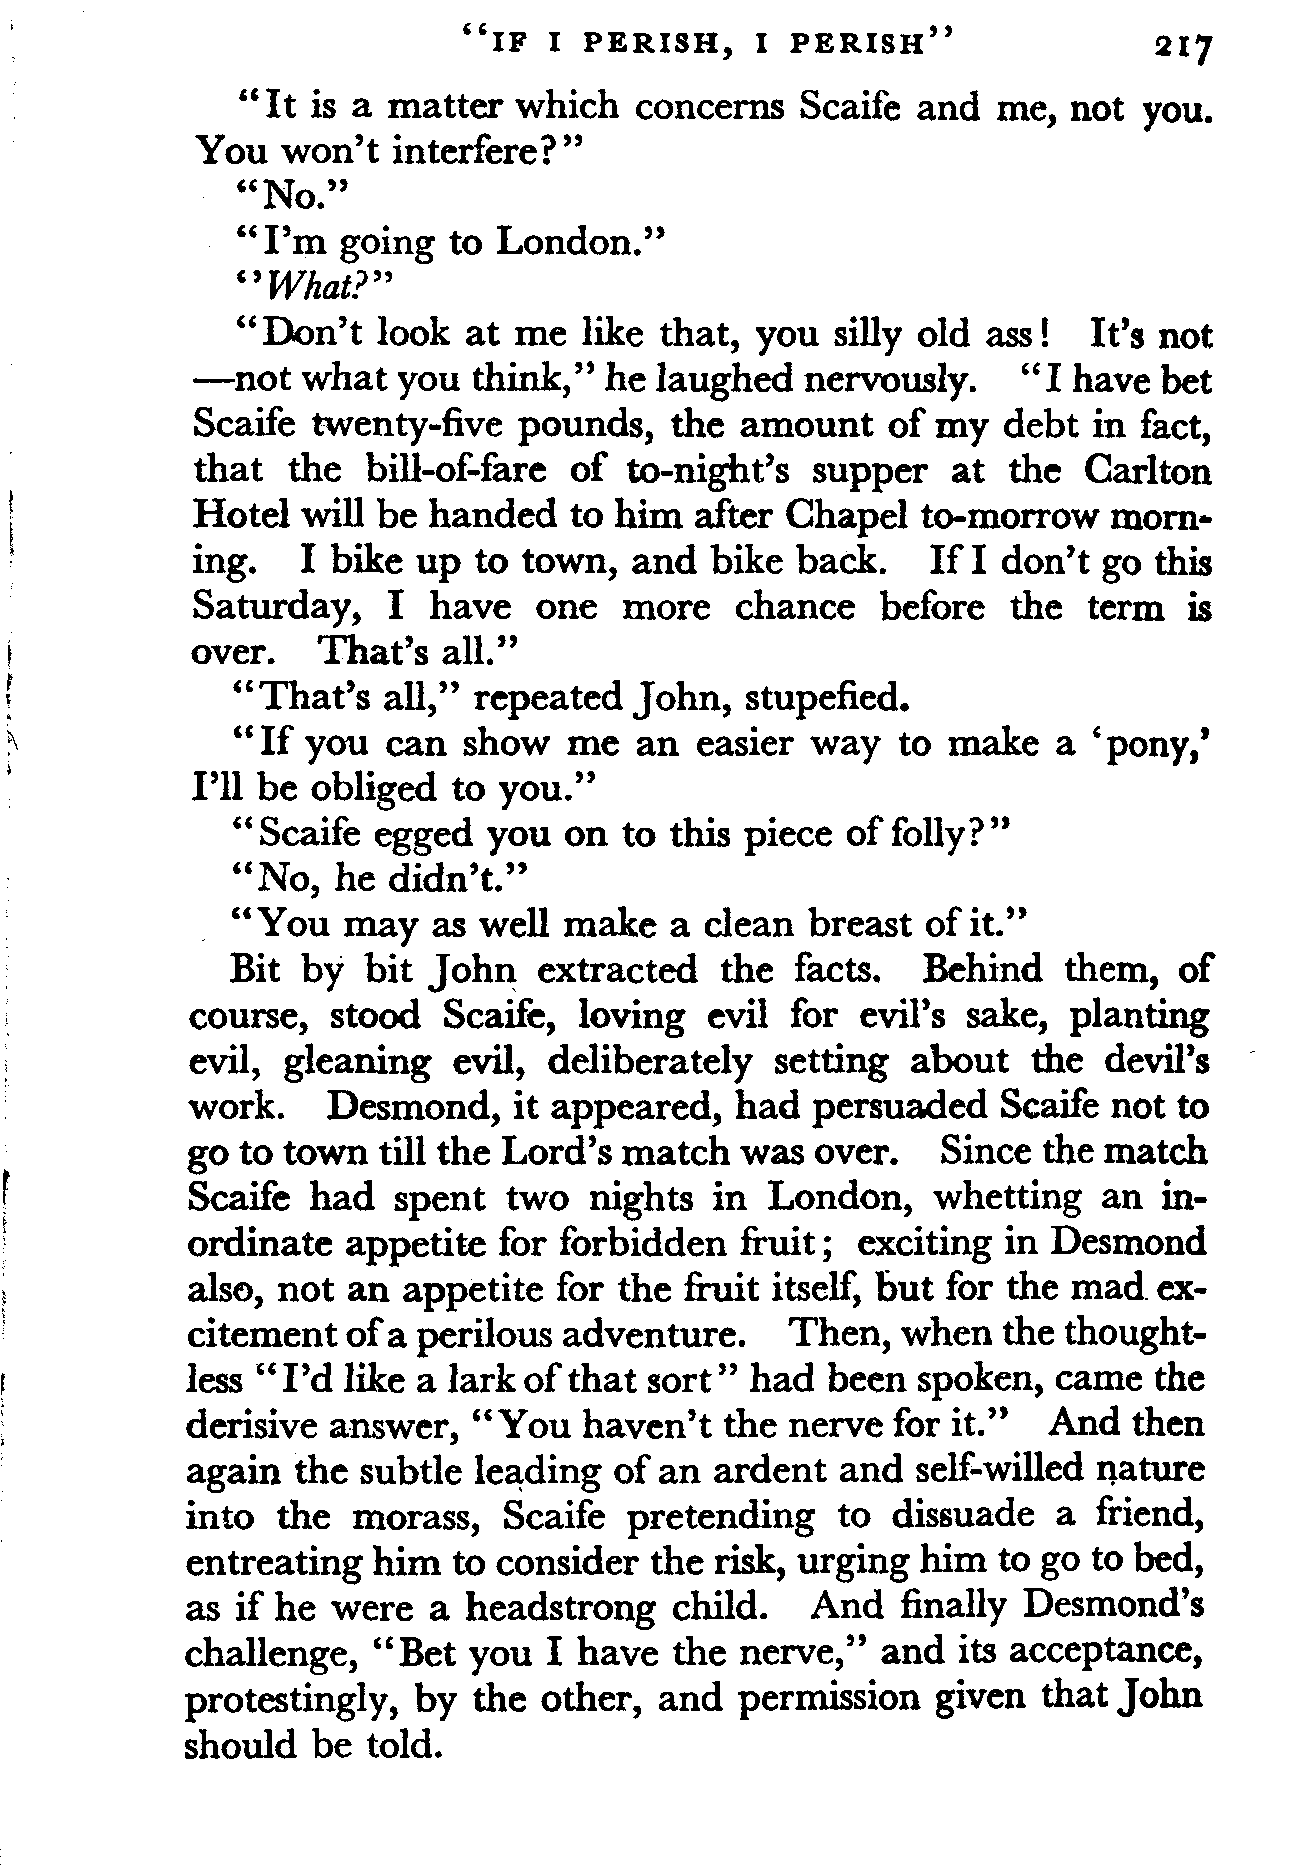 “IF I PERISH, I PERISH” 217
“It is a matter which concerns Scaife and me, not you.
You won’t interfere?”
“No.”
“I’m going to London.”
‘’What?”
“Don’t look at me like that, you silly old ass! It’s not
—not what you think,” he laughed nervously. “I have bet
Scaife twenty-five pounds, the amount of my debt in fact,
that the bill-of-fare of to-night’s supper at the Carlton
Hotel will be handed to him after Chapel to-morrow morn-
ing. I bike up to town, and bike back. If I don’t go this
Saturday, I have one more chance before the term is
over. That’s all.”
“That’s all,” repeated John, stupefied.
“If you can show me an easier way to make a ‘pony,’
I’ll be obliged to you.”
“Scaife egged you on to this piece of folly?”
“No, he didn’t.”
“You may as well make a clean breast of it.”
Bit by bit John extracted the facts. Behind them, of
course, stood Scaife, loving evil for evil’s sake, planting
evil, gleaning evil, deliberately setting about the devil’s
work. Desmond, it appeared, had persuaded Scaife not to
go to town till the Lord’s match was over. Since the match
Scaife had spent two nights in London, whetting an in-
ordinate appetite for forbidden fruit; exciting in Desmond
also, not an appetite for the fruit itself, but for the mad ex-
citement of a perilous adventure. Then, when the thought-
less “I’d like a lark of that sort” had been spoken, came the
derisive answer, “You haven’t the nerve for it.” And then
again the subtle leading of an ardent and self-willed nature
into the morass, Scaife pretending to dissuade a friend,
entreating him to consider the risk, urging him to go to bed,
as if he were a headstrong child. And finally Desmond’s
challenge, “Bet you I have the nerve,” and its acceptance,
protestingly, by the other, and permission given that John
should be told.